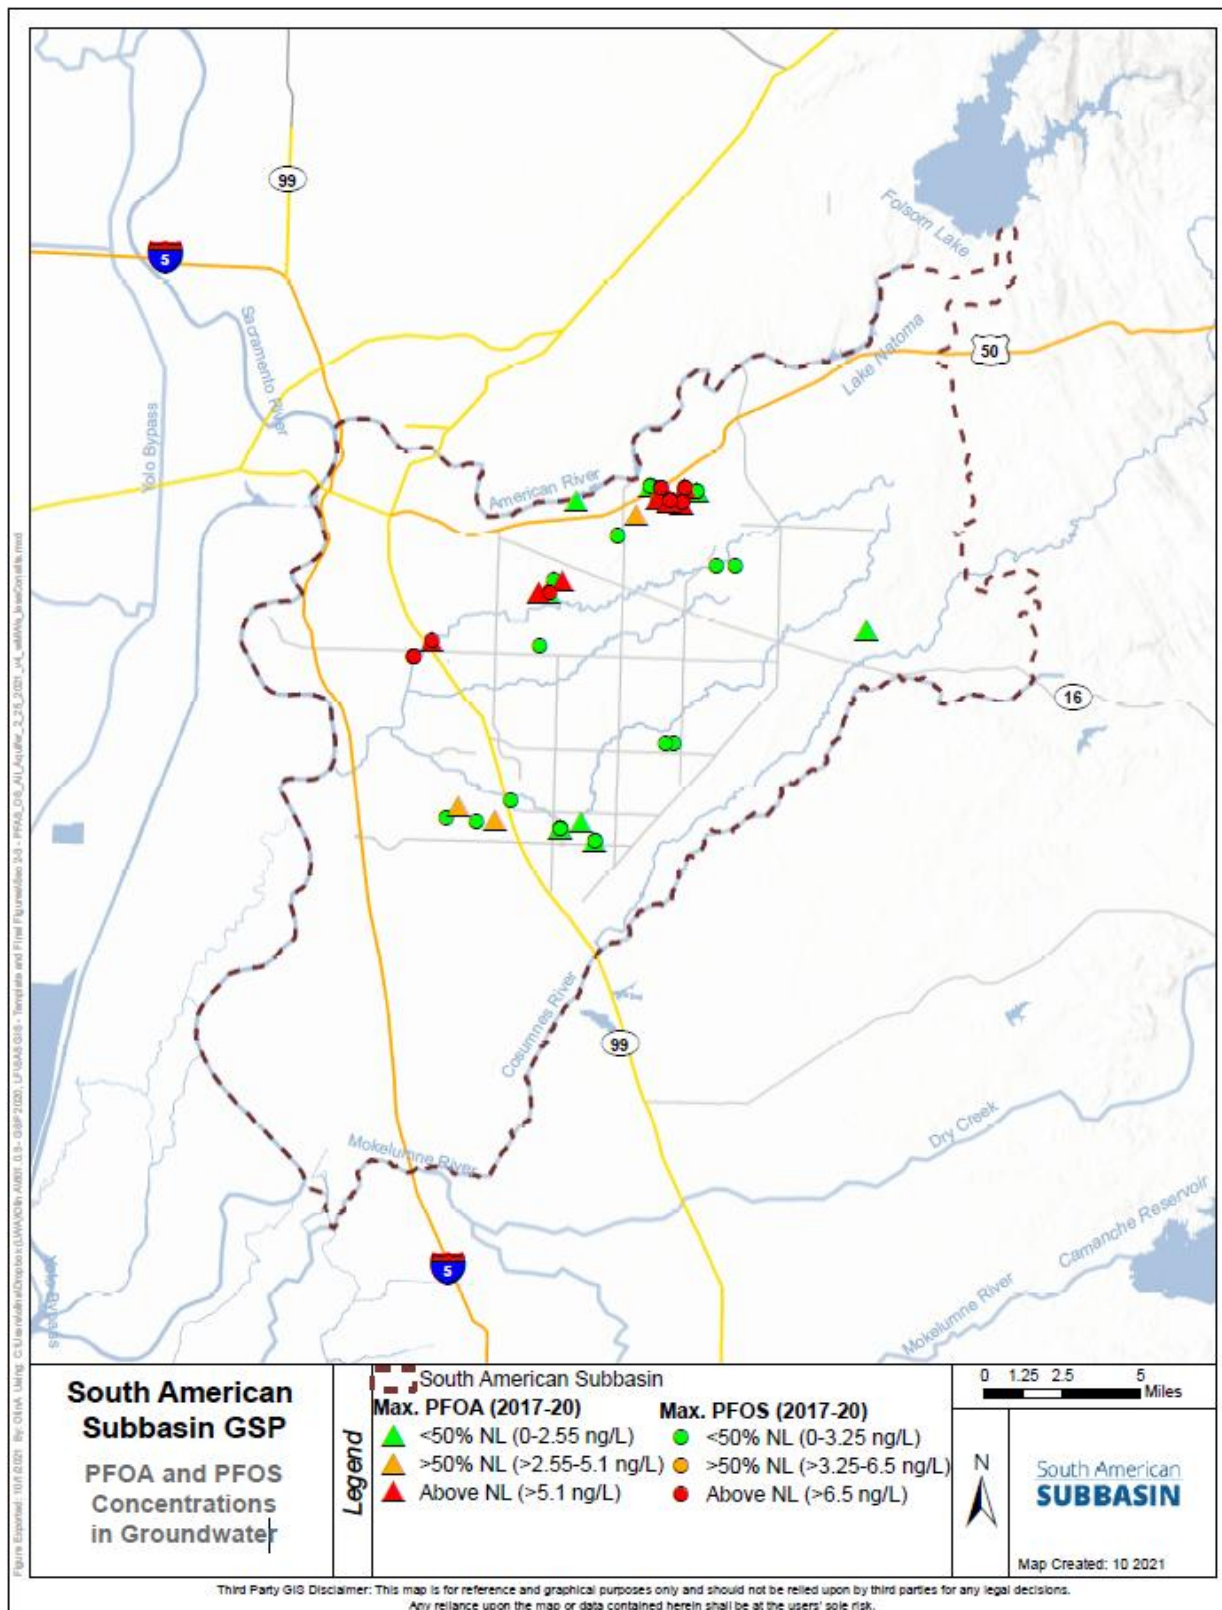 99
5
Folsom Lake
Sacramento River
Lake Natoma
50
Yolo Bypass
American River
16
Cosumnes River
99
Mokelumne River
Dry Creek
Camanche Reservoir
5
Mokelumne River
Yolo Bypass
South American
Subbasin GSP
PFOA and PFOS
Concentrations
in Groundwater
Legend
South American Subbasin
Max. PFOA (2017-20)
<50% NL (0-2.55 ng/L)
>50% NL (>2.55-5.1 ng/L)
Above NL (>5.1 ng/L)
Max. PFOS (2017-20)
<50% NL (0-3.25 ng/L)
>50% NL (>3.25-6.5 ng/L)
Above NL (>6.5 ng/L)
0 1.25 2.5 5
Miles
N
South American
SUBBASIN
Map Created: 10 2021
Third Party GIS Disclaimer: This map is for reference and graphical purposes only and should not be relied upon by third parties for any legal decisions.
Any reliance upon the map or data contained herein shall be at the users' sole risk.